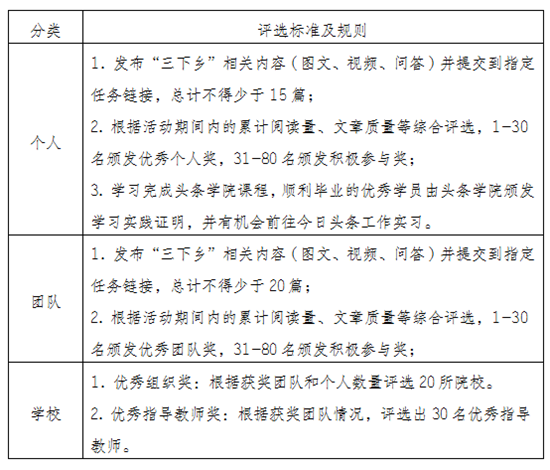 分类 评选标准及规则
1. 发布“三下乡”相关内容（图文、视频、问答）并提交到指定
任务链接，总计不得少于 15 篇；
2. 根据活动期间内的累计阅读量、文章质量等综合评选，1-30
个人
名颁发优秀个人奖，31-80 名颁发积极参与奖；
3. 学习完成头条学院课程，顺利毕业的优秀学员由头条学院颁发
学习实践证明，并有机会前往今日头条工作实习。
1. 发布“三下乡”相关内容（图文、视频、问答）并提交到指定
任务链接，总计不得少于 20 篇；
团队
2. 根据活动期间内的累计阅读量、文章质量等综合评选，1-30
名颁发优秀团队奖，31-80 名颁发积极参与奖；
1. 优秀组织奖：根据获奖团队和个人数量评选 20 所院校。
学校
2. 优秀指导教师奖：根据获奖团队情况，评选出 30 名优秀指导
教师。